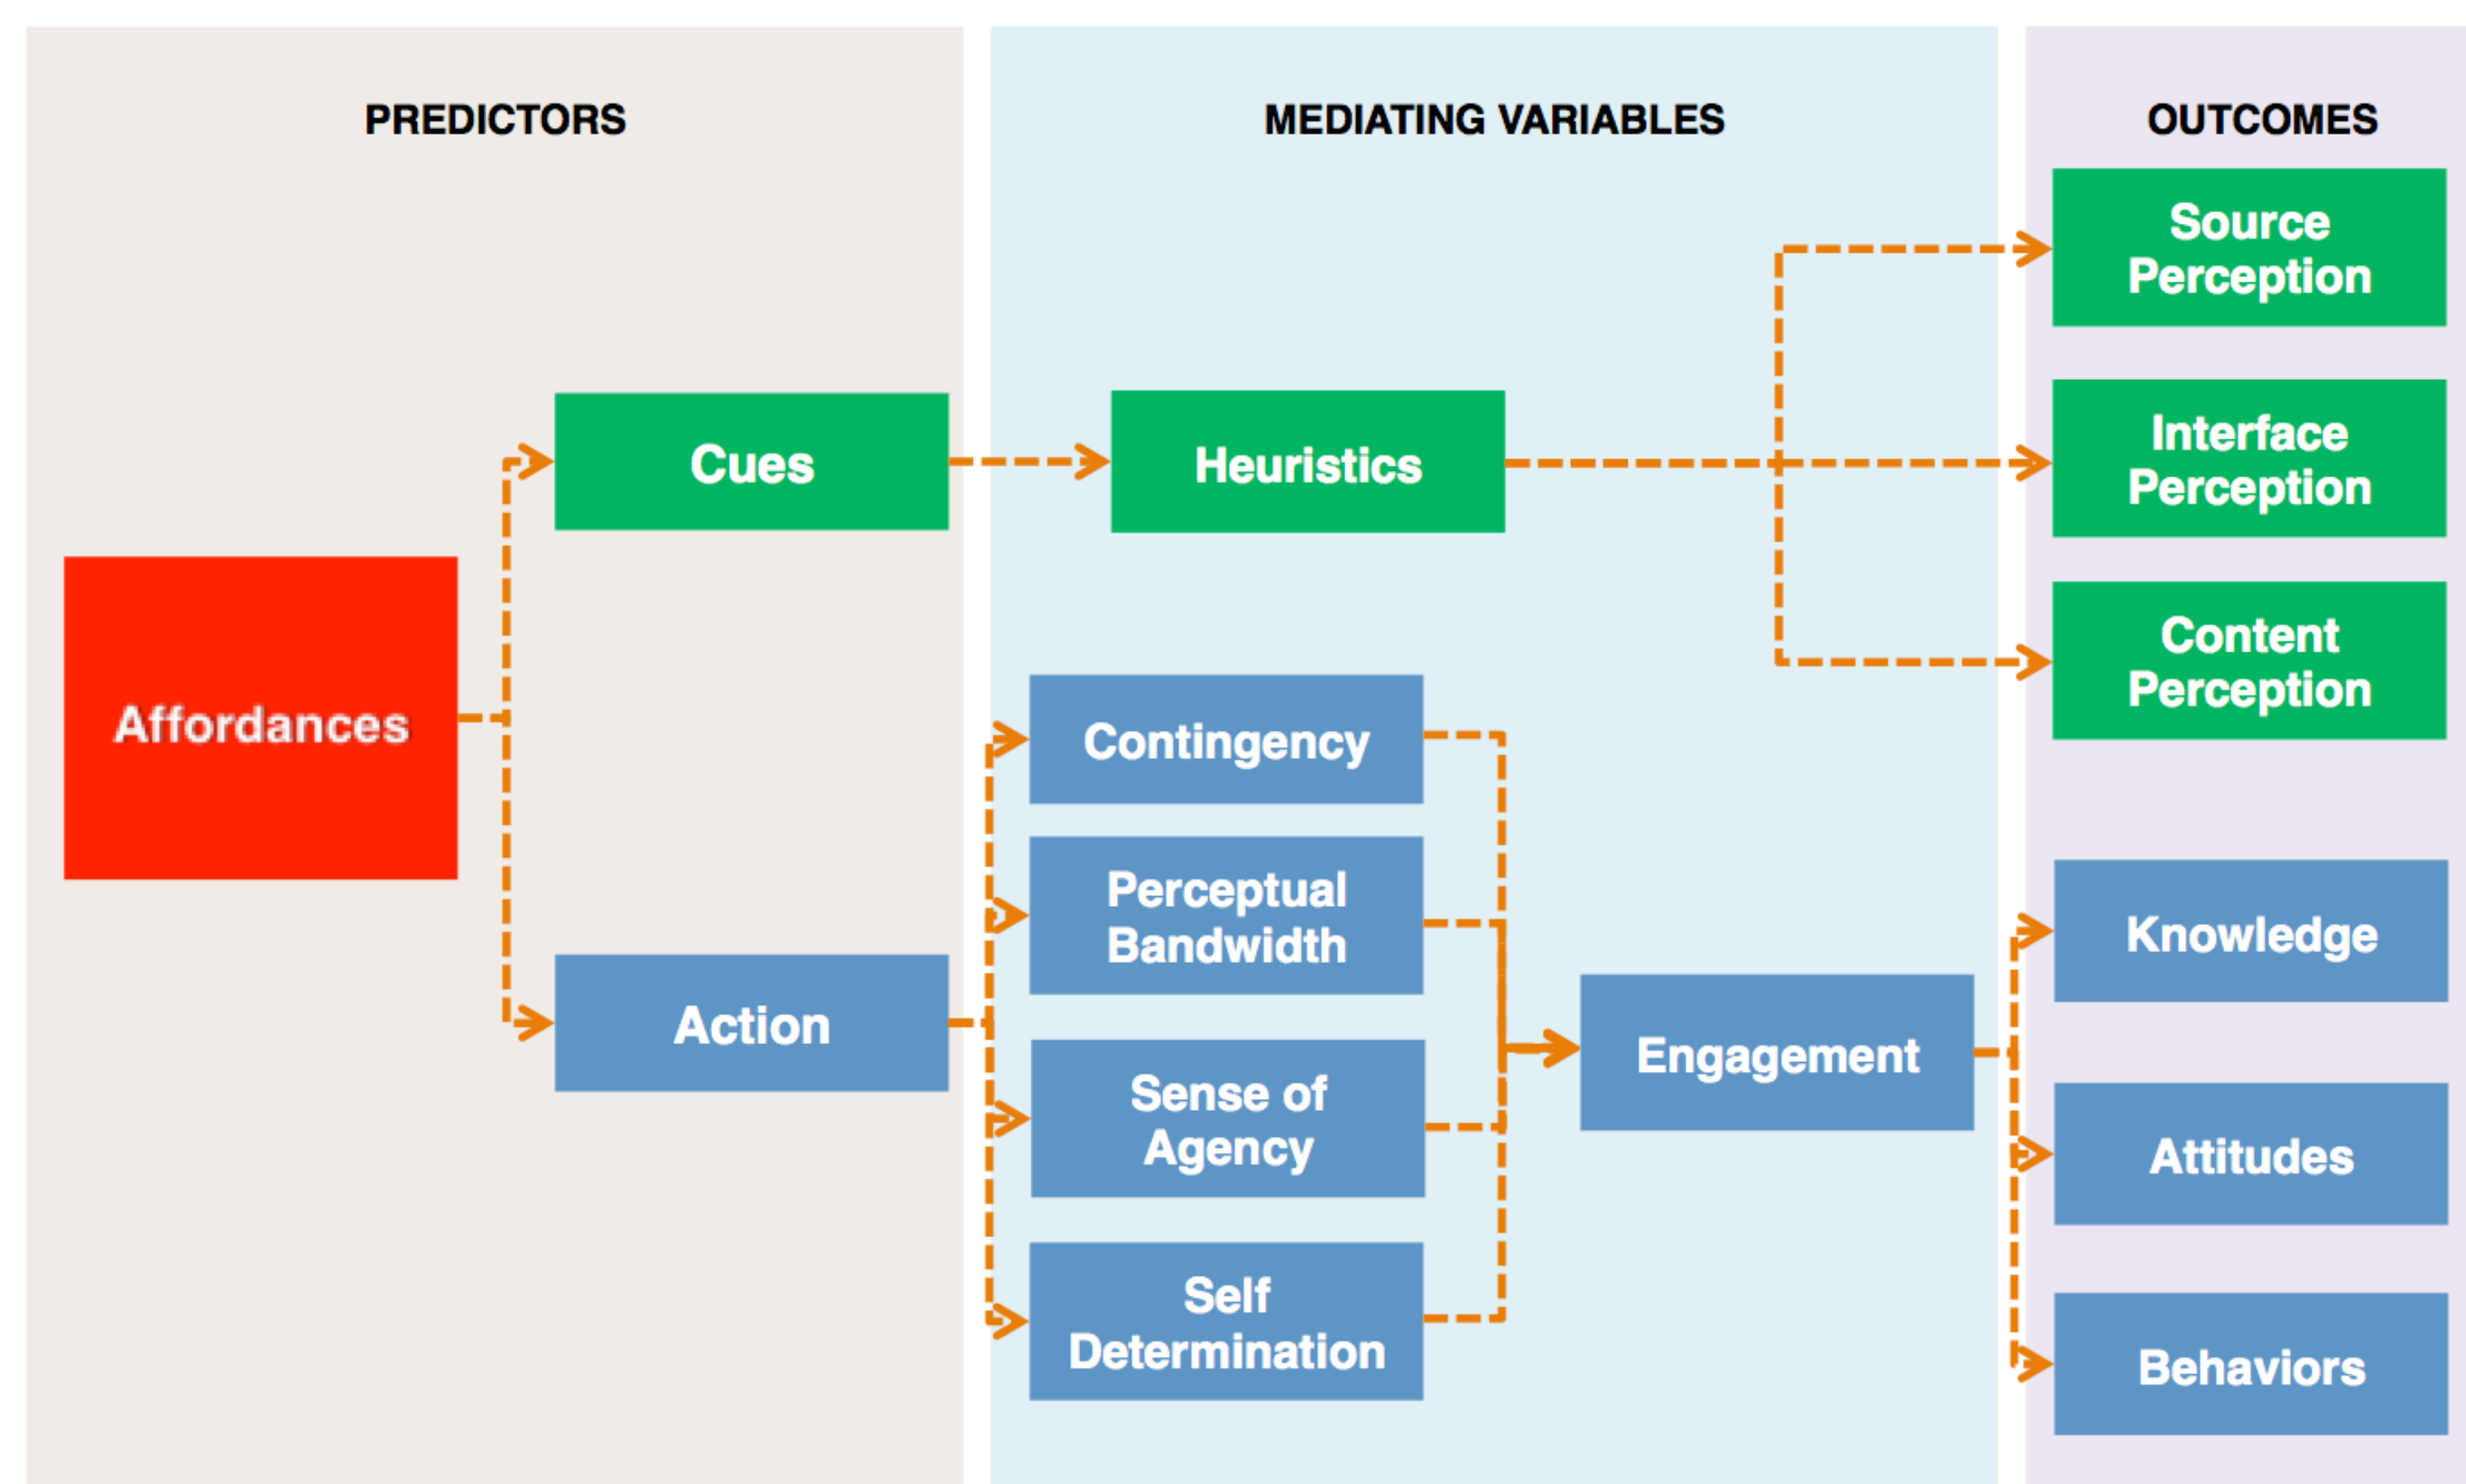 PREDICTORS
MEDIATING VARIABLES
OUTCOMES
Affordances
Cues
Action
Heuristics
Contingency
Perceptual
Bandwidth
Sense of
Agency
Self
Determination
Engagement
Source
Perception
Interface
Perception
Content
Perception
Knowledge
Attitudes
Behaviors